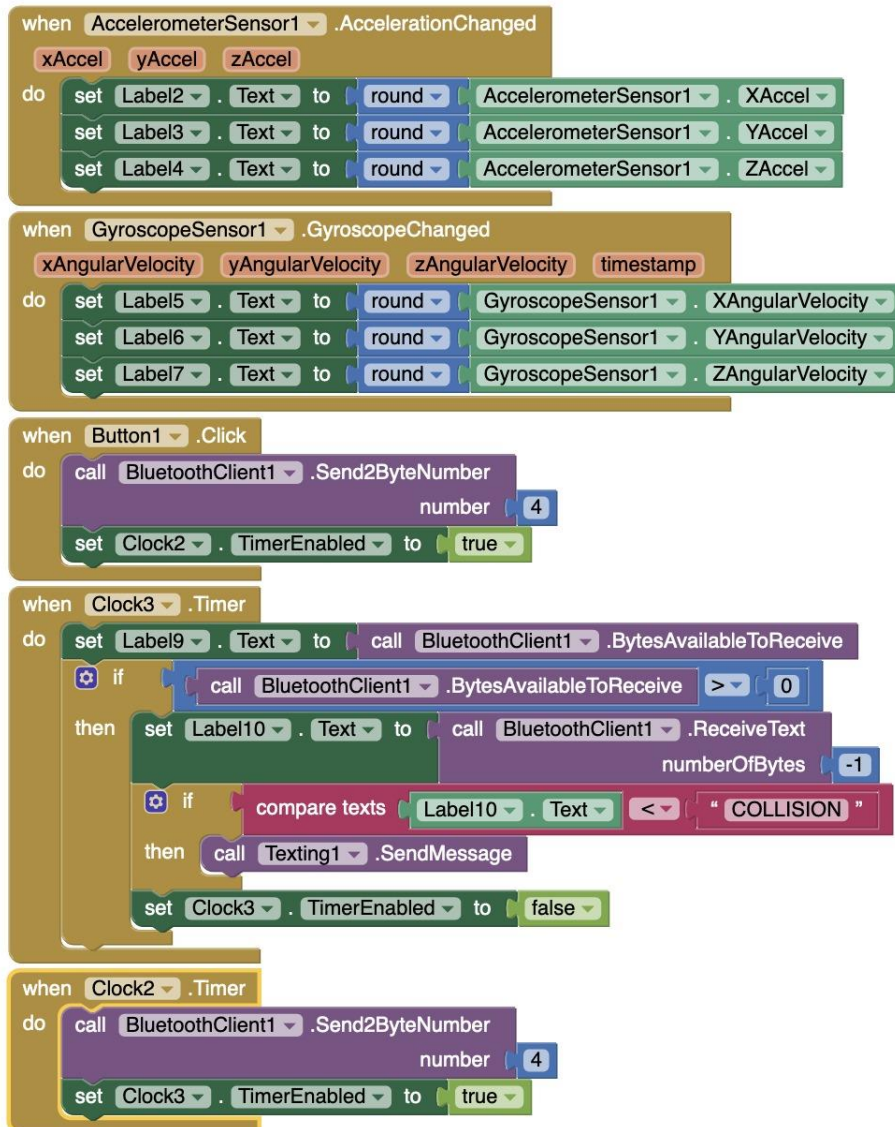 when AccelerometerSensor1 .AccelerationChanged
xAccel yAccel zAccel
do set Label2 . Text to round AccelerometerSensor1 . XAccel
set Label3 . Text to round AccelerometerSensor1 . YAccel
set Label4 . Text to round AccelerometerSensor1 . ZAccel
when GyroscopeSensor1 .GyroscopeChanged
xAngularVelocity yAngularVelocity zAngularVelocity timestamp
do set Label5 . Text to round GyroscopeSensor1 . XAngularVelocity
set Label6 . Text to round GyroscopeSensor1 . YAngularVelocity
set Label7 . Text to round GyroscopeSensor1 . ZAngularVelocity
when Button1 .Click
do call BluetoothClient1 .Send2ByteNumber
number 4
set Clock2 . TimerEnabled to true
when Clock3 .Timer
do set Label9 . Text to call BluetoothClient1 .BytesAvailableToReceive
if call BluetoothClient1 .BytesAvailableToReceive > 0
then set Label10 . Text to call BluetoothClient1 .ReceiveText
numberOfBytes -1
if compare texts Label10 . Text < " COLLISION "
then call Texting1 .SendMessage
set Clock3 . TimerEnabled to false
when Clock2 .Timer
do call BluetoothClient1 .Send2ByteNumber
number 4
set Clock3 . TimerEnabled to true